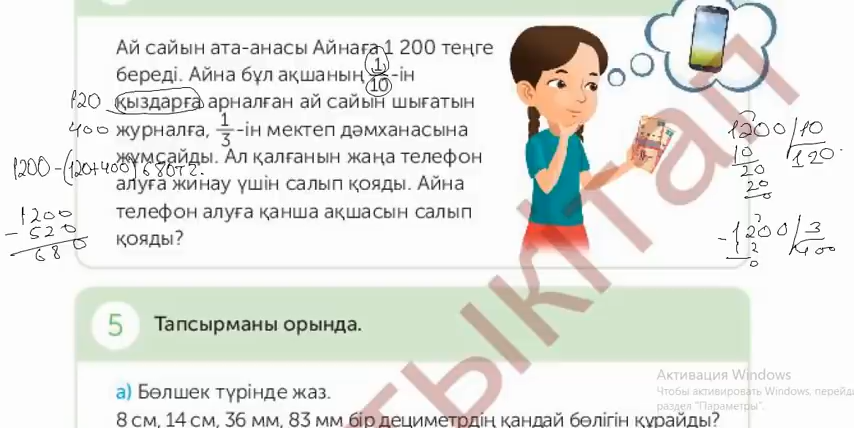 Ай сайын ата-анасы Айнаға 1 200 теңге
береді. Айна бұл ақшаның 1/10-ін
қыздарға арналған ай сайын шығатын
журналға, 1/3-ін мектеп дәмханасына
жұмсайды. Ал қалғанын жаңа телефон
алуға жинау үшін салып қояды. Айна
телефон алуға қанша ақшасын салып
қояды?
120
400
1200-(120+400) 680тг.
1200
- 520
680
1200 10
10 120.
20
20
- 1200 3
12 400
0
5 Тапсырманы орында.
а) Бөлшек түрінде жаз.
8 см, 14 см, 36 мм, 83 мм бір дециметрдің қандай бөлігін құрайды?
ТЫҚ КІТАП
Активация Windows
Чтобы активировать Windows, перейд
раздел "Параметры".